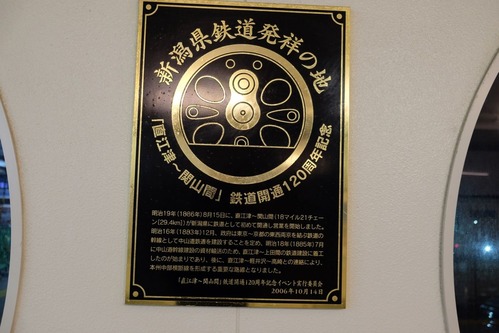 新潟県鉄道発祥の地
「直江津～関山間」鉄道開通120周年記念
明治19年(1886年)8月15日に、直江津～関山間(18マイル21チェー
ン[29.4km])が新潟県に鉄道として初めて開通し営業を開始しました。
明治16年(1883年)12月、政府は東京～京都の東西両京を結ぶ鉄道の
幹線として中山道鉄道を建設することを定め、明治18年(1885年)7月
に中山道幹線建設の資材輸送のため、直江津～上田間の鉄道建設に着工
したのが始まりであり、後に、直江津～軽井沢～高崎との連絡により、
本州中部横断線を形成する重要な路線となりました。
「直江津～関山間」鉄道開通120周年記念イベント実行委員会
2006年10月14日